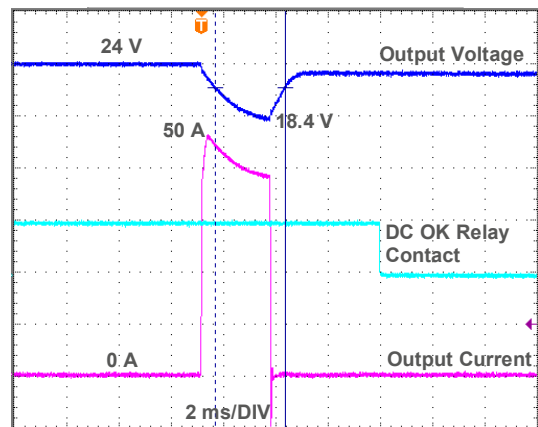 T
24 V
Output Voltage
18.4 V
50 A
DC OK Relay
Contact
0 A
Output Current
2 ms/DIV